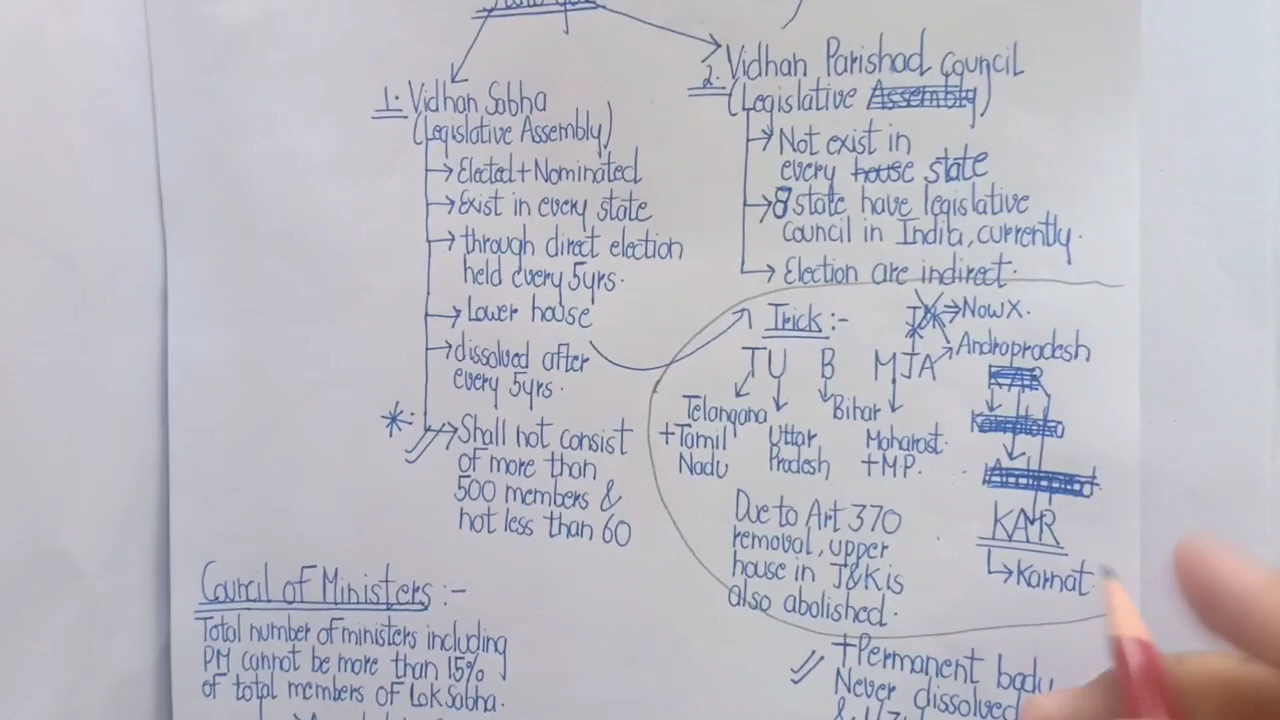 1. Vidhan Sabha
(Legislative Assembly)
→ Elected + Nominated
→ Exist in every state
→ through direct election
held every 5yrs.
→ Lower house
→ dissolved after
every 5yrs.
*: → Shall not consist
of more than
500 members &
not less than 60
2. Vidhan Parishad Council
(Legislative Assembly)
→ Not exist in
every house state
→ 8 state have legislative
Council in India, currently.
→ Election are indirect.
Trick :-
JK → Now X.
TU B MJA → Andropradesh
Telangana
+Tamil
Nadu
Uttar
Pradesh
Bihar
Maharast.
+M.P.
KAR
KAR
→ Karnat.
Due to Art 370
removal, upper
house in J&K is
also abolished.
+Permanent body
Never dissolved
Council of Ministers :-
Total number of ministers including
PM cannot be more than 15%
of total members of Lok Sabha.